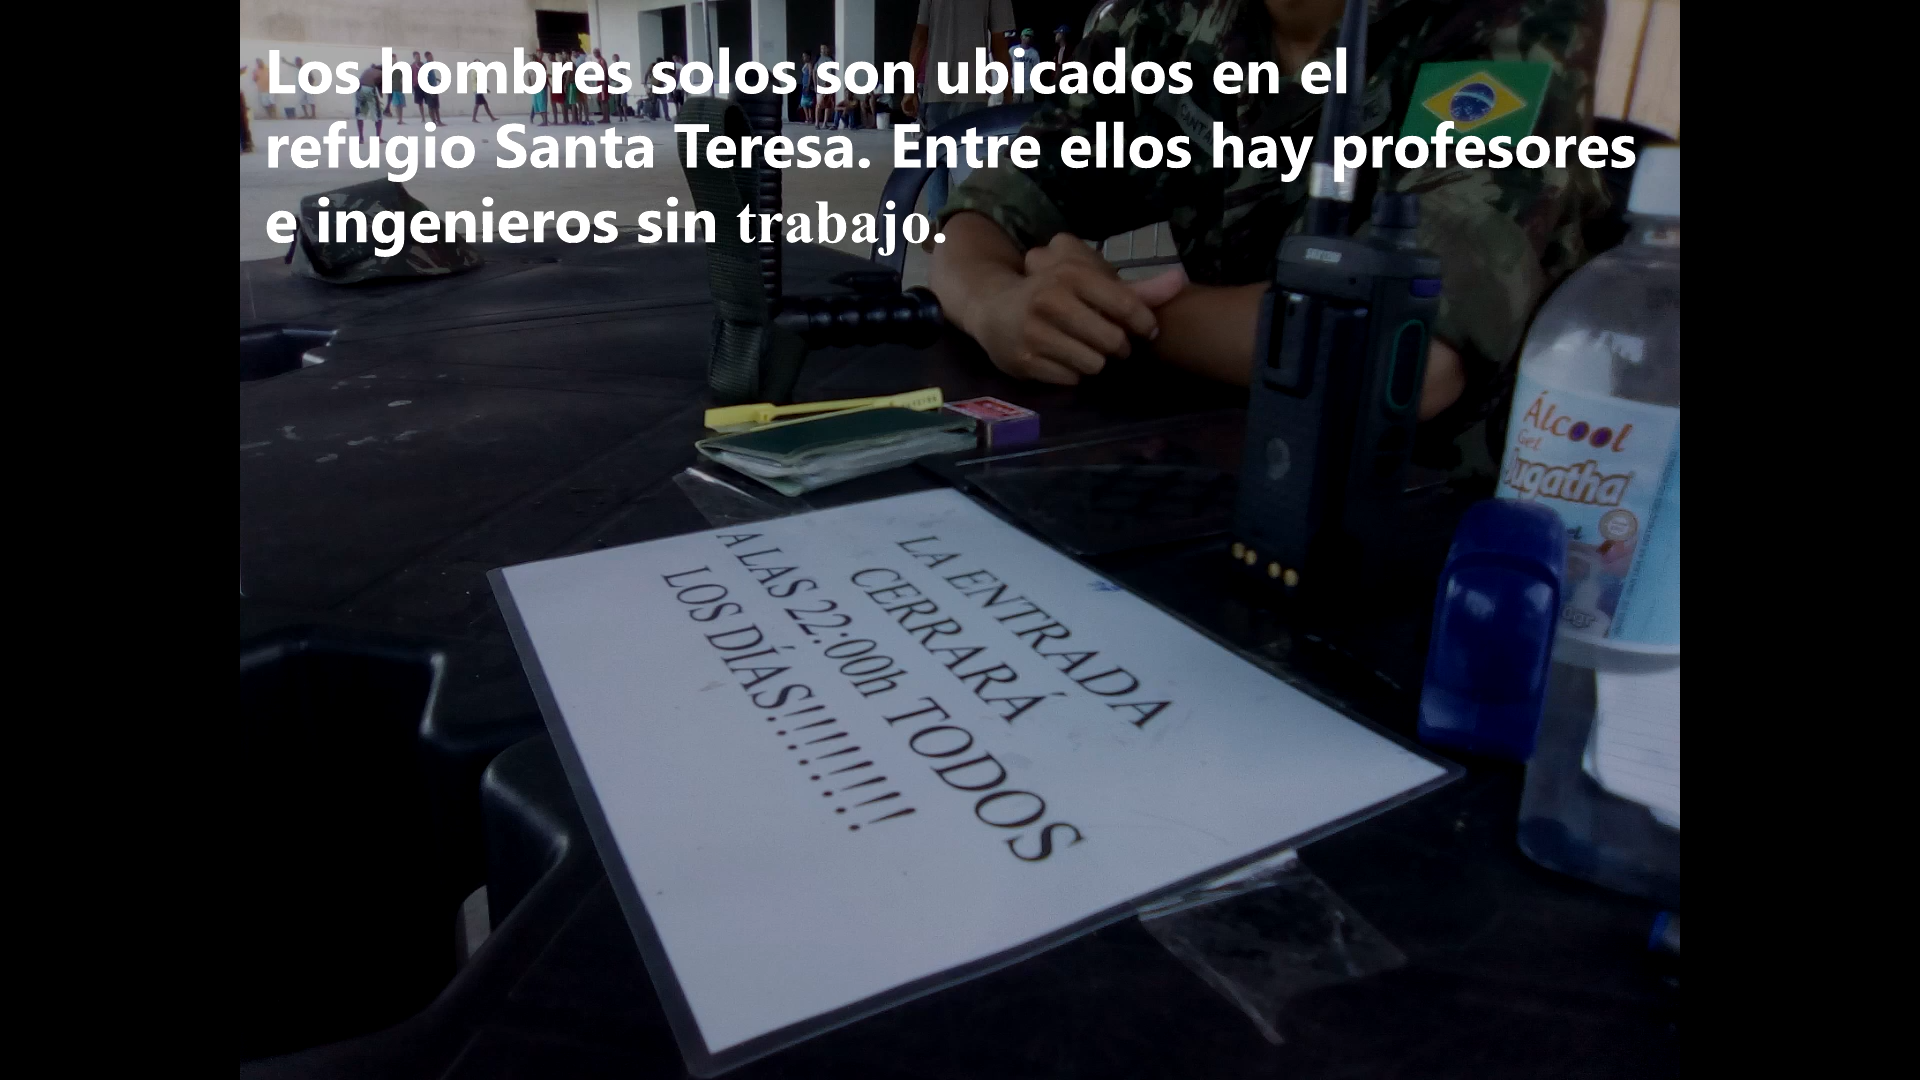 Los hombres solos son ubicados en el
refugio Santa Teresa. Entre ellos hay profesores
e ingenieros sin trabajo.
Álcool
Gel
Jugatha
LA ENTRADA
CERRARÁ
A LAS 22:00h TODOS
LOS DÍAS!!!!!!!!!